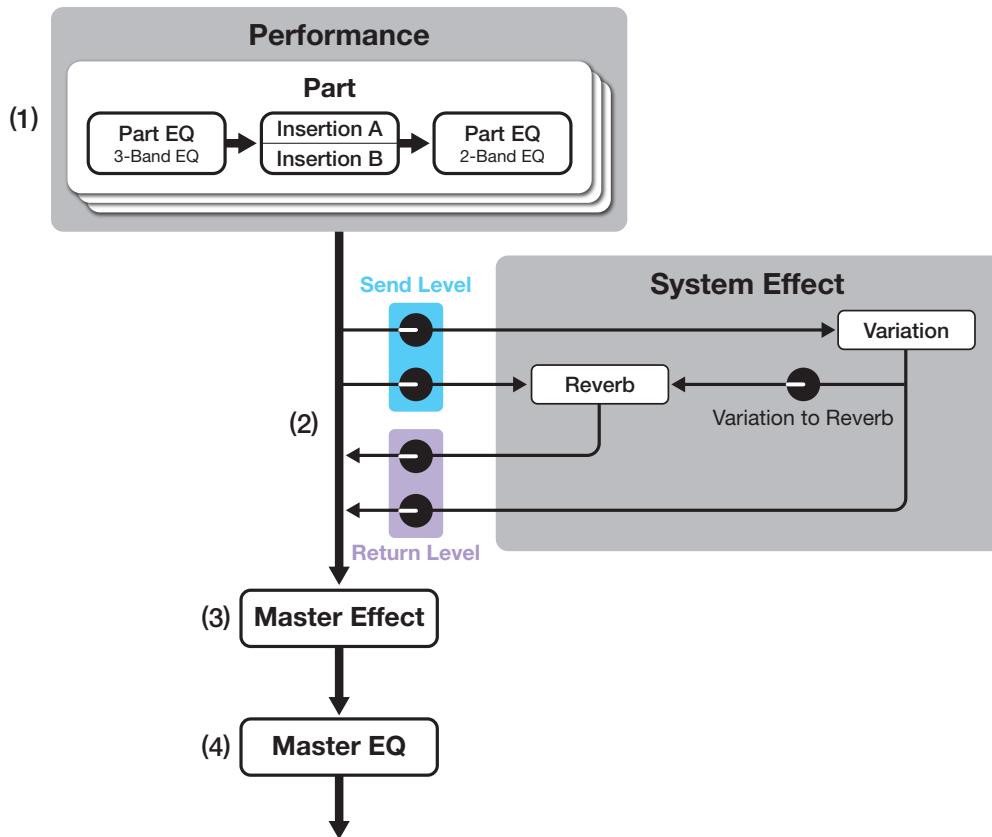 Performance
Part
(1)
Part EQ
3-Band EQ
Insertion A
Insertion B
Part EQ
2-Band EQ
Send Level
System Effect
Variation
Reverb
Variation to Reverb
(2)
Return Level
(3)
Master Effect
(4)
Master EQ